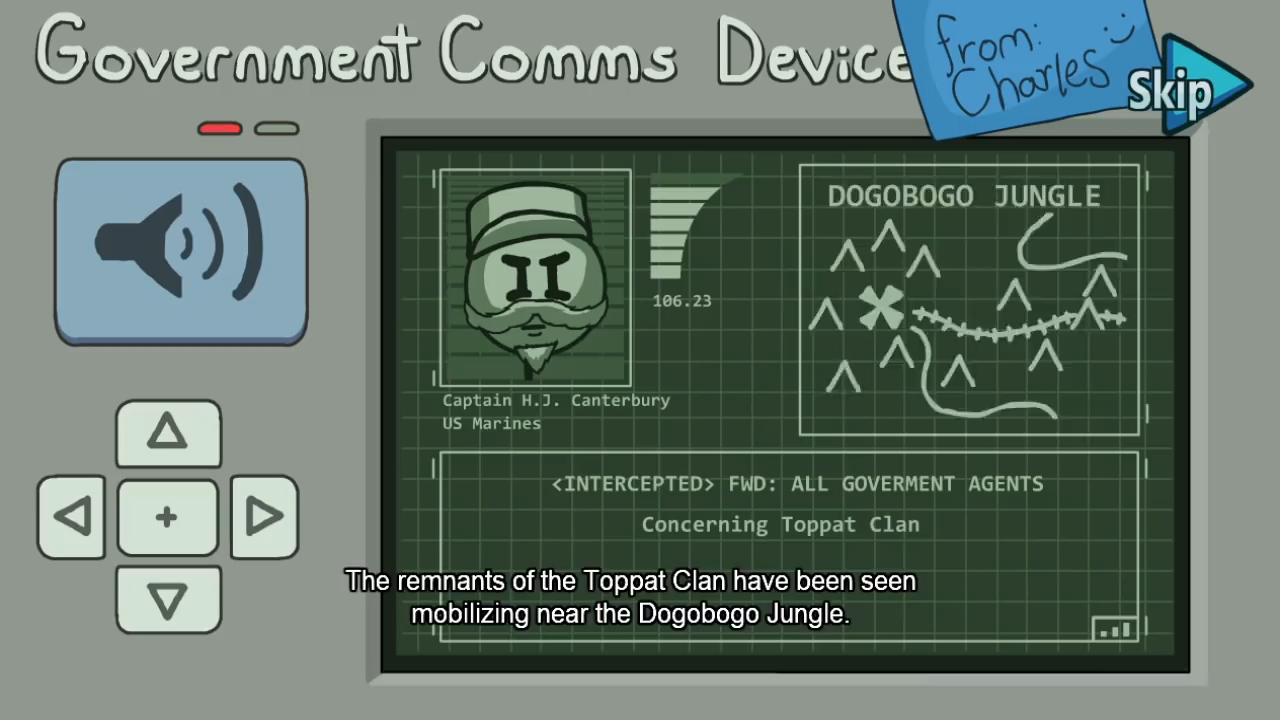 Government Comms Device
from:
Charles
Skip
DOGOBOGO JUNGLE
106.23
Captain H.J. Canterbury
US Marines
<INTERCEPTED> FWD: ALL GOVERMENT AGENTS
Concerning Toppat Clan
The remnants of the Toppat Clan have been seen
mobilizing near the Dogobogo Jungle.